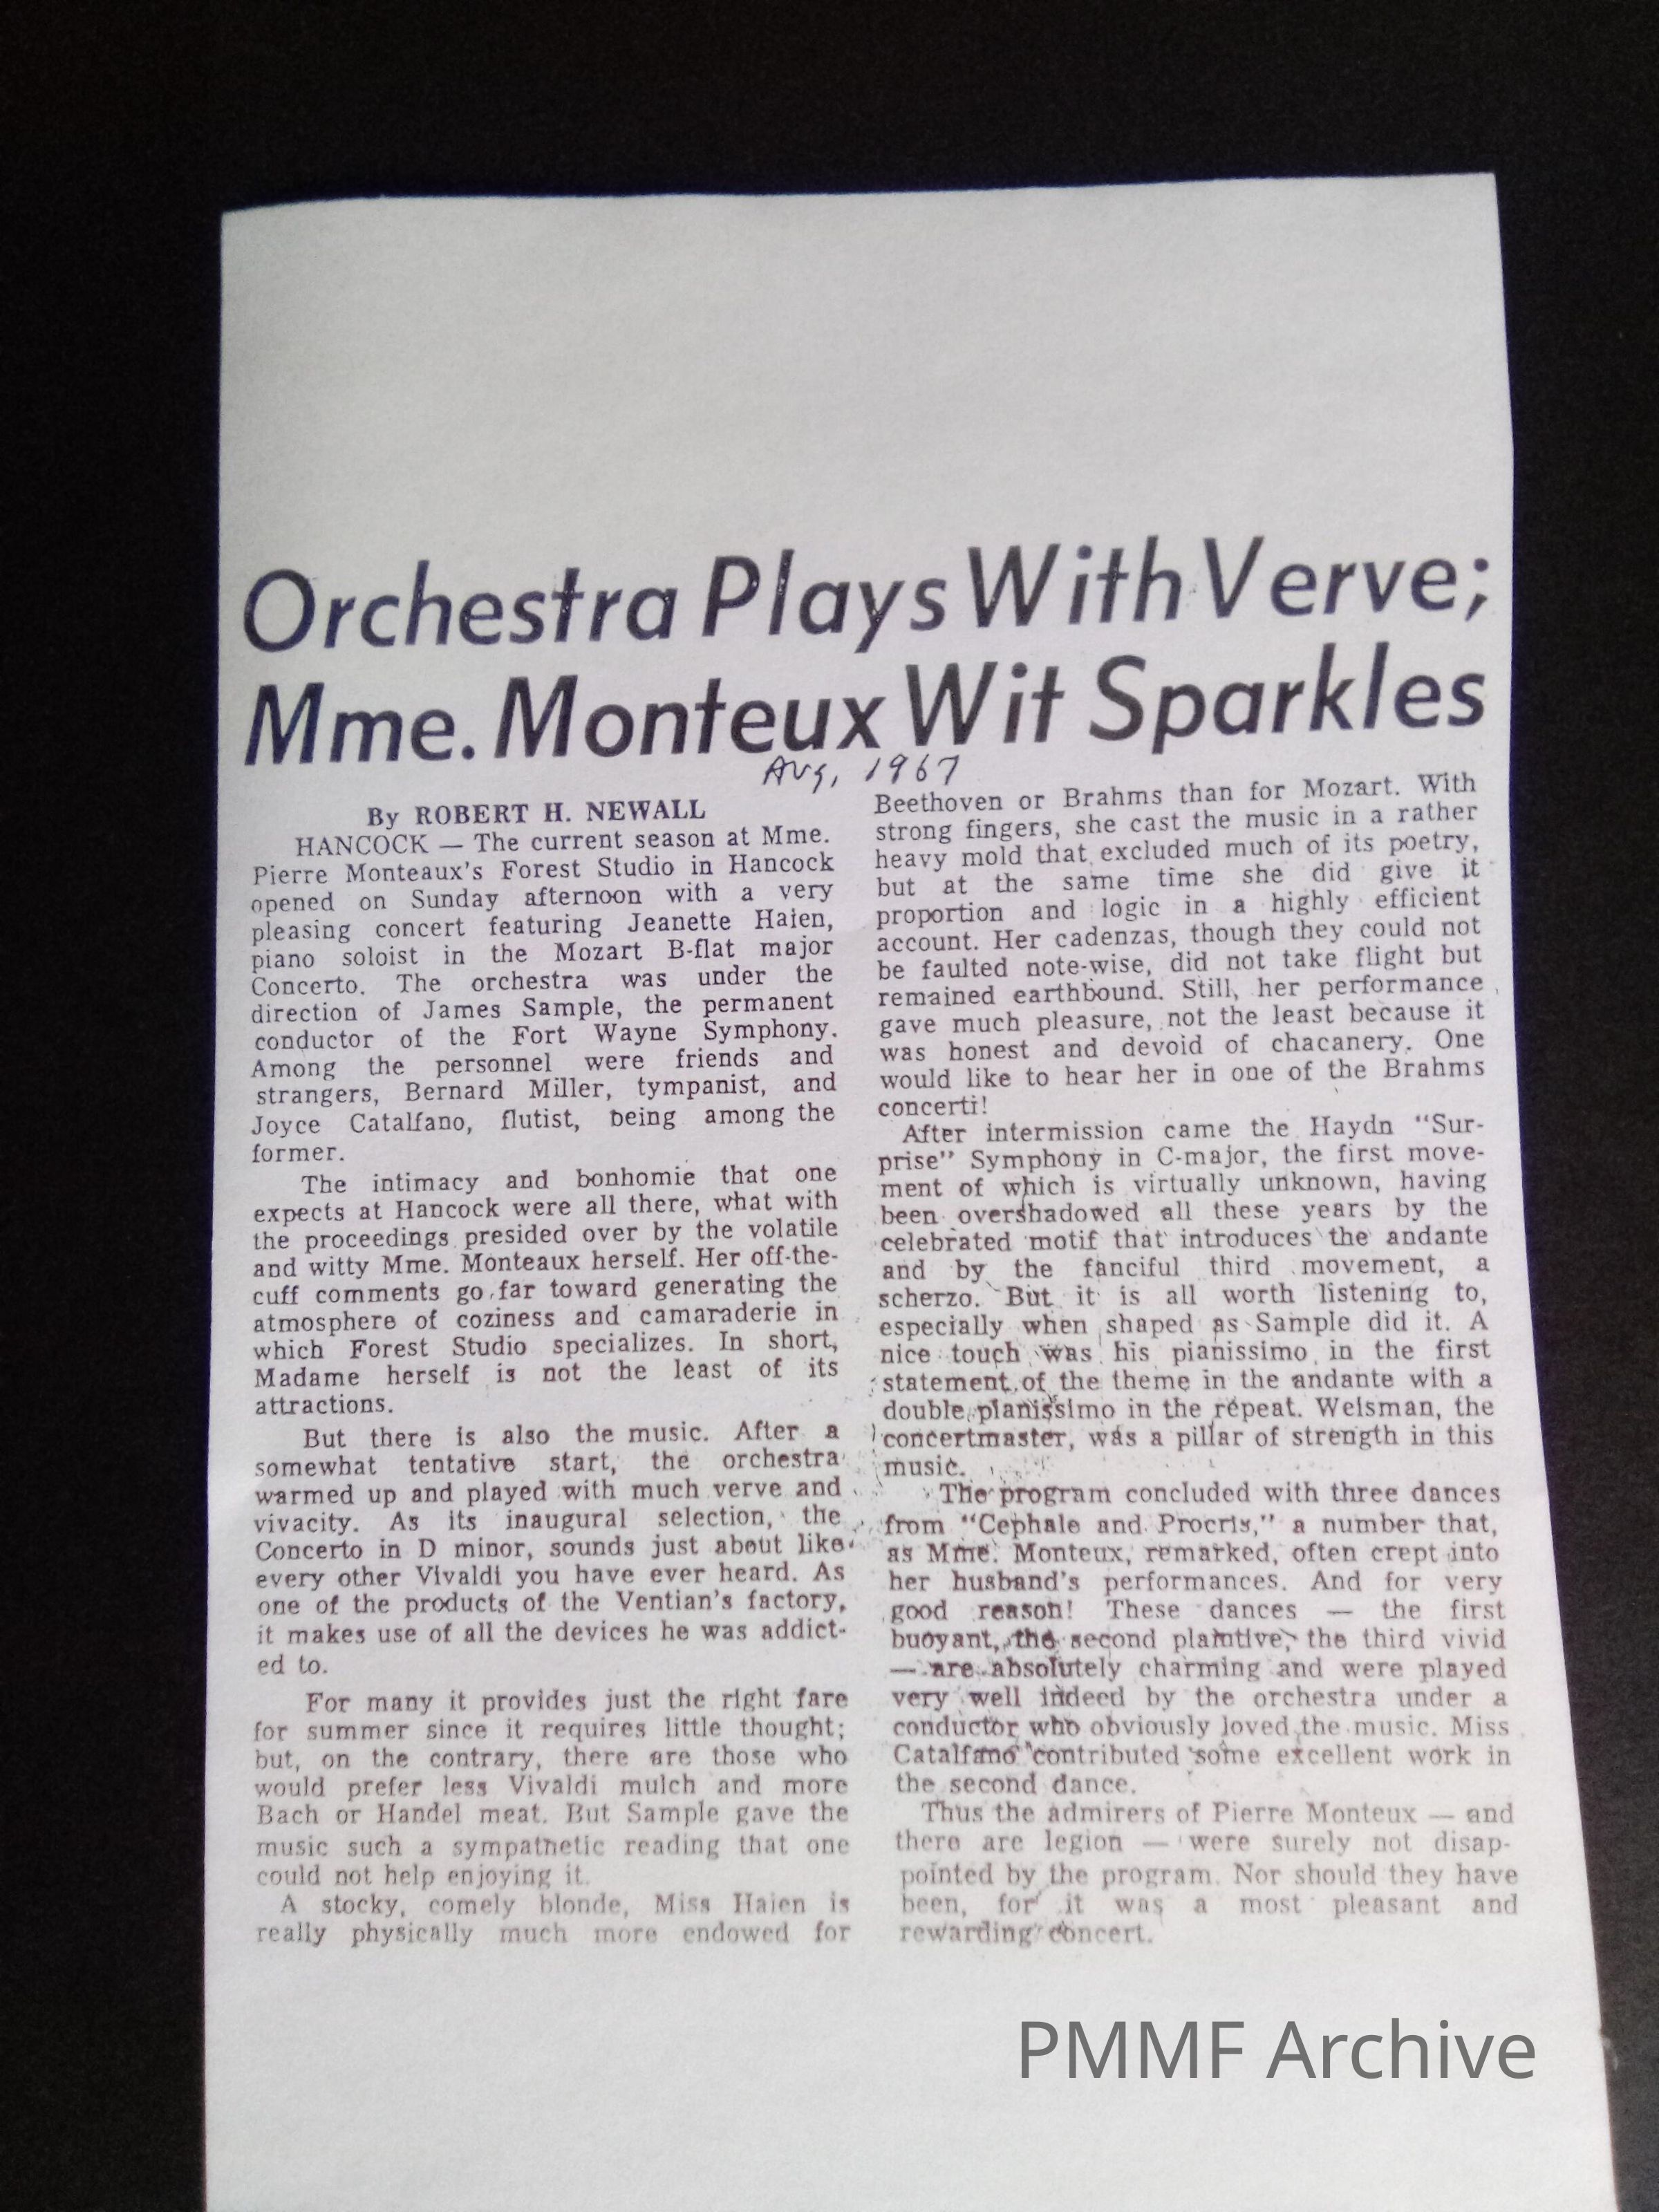 Orchestra Plays With Verve;
Mme. Monteux Wit Sparkles
Aug, 1967
By ROBERT H. NEWALL
HANCOCK — The current season at Mme.
Pierre Monteaux's Forest Studio in Hancock
opened on Sunday afternoon with a very
pleasing concert featuring Jeanette Haien,
piano soloist in the Mozart B-flat major
Concerto. The orchestra was under the
direction of James Sample, the permanent
conductor of the Fort Wayne Symphony.
Among the personnel were friends and
strangers, Bernard Miller, tympanist, and
Joyce Catalfano, flutist, being among the
former.
The intimacy and bonhomie that one
expects at Hancock were all there, what with
the proceedings presided over by the volatile
and witty Mme. Monteaux herself. Her off-the-
cuff comments go far toward generating the
atmosphere of coziness and camaraderie in
which Forest Studio specializes. In short,
Madame herself is not the least of its
attractions.
But there is also the music. After a
somewhat tentative start, the orchestra
warmed up and played with much verve and
vivacity. As its inaugural selection, the
Concerto in D minor, sounds just about like
every other Vivaldi you have ever heard. As
one of the products of the Ventian's factory,
it makes use of all the devices he was addict-
ed to.
For many it provides just the right fare
for summer since it requires little thought;
but, on the contrary, there are those who
would prefer less Vivaldi mulch and more
Bach or Handel meat. But Sample gave the
music such a sympathetic reading that one
could not help enjoying it.
A stocky, comely blonde, Miss Haien is
really physically much more endowed for
Beethoven or Brahms than for Mozart. With
strong fingers, she cast the music in a rather
heavy mold that excluded much of its poetry,
but at the same time she did give it
proportion and logic in a highly efficient
account. Her cadenzas, though they could not
be faulted note-wise, did not take flight but
remained earthbound. Still, her performance
gave much pleasure, not the least because it
was honest and devoid of chacanery. One
would like to hear her in one of the Brahms
concerti!
After intermission came the Haydn "Sur-
prise" Symphony in C-major, the first move-
ment of which is virtually unknown, having
been overshadowed all these years by the
celebrated motif that introduces the andante
and by the fanciful third movement, a
scherzo. But it is all worth listening to,
especially when shaped as Sample did it. A
nice touch was his pianissimo in the first
statement of the theme in the andante with a
double pianissimo in the repeat. Weisman, the
concertmaster, was a pillar of strength in this
music.
The program concluded with three dances
from "Cephale and Procris," a number that,
as Mme. Monteux, remarked, often crept into
her husband's performances. And for very
good reason! These dances — the first
buoyant, the second plaintive, the third vivid
— are absolutely charming and were played
very well indeed by the orchestra under a
conductor who obviously loved the music. Miss
Catalfano contributed some excellent work in
the second dance.
Thus the admirers of Pierre Monteux — and
there are legion — were surely not disap-
pointed by the program. Nor should they have
been, for it was a most pleasant and
rewarding concert.
PMMF Archive